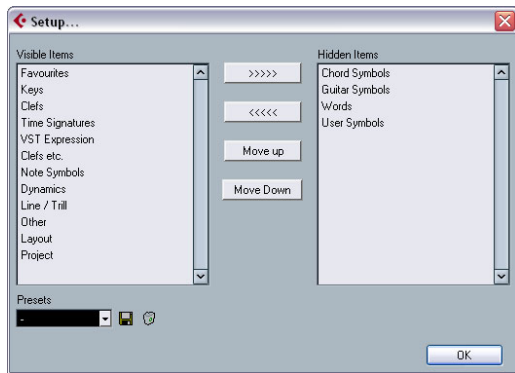 Setup...
Visible Items
Favourites
Keys
Clefs
Time Signatures
VST Expression
Clefs etc.
Note Symbols
Dynamics
Line / Trill
Other
Layout
Project
>>>>>
<<<<<
Move up
Move Down
Hidden Items
Chord Symbols
Guitar Symbols
Words
User Symbols
Presets
-
OK